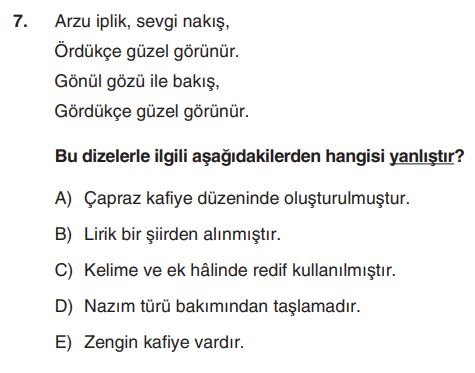 7. Arzu iplik, sevgi nakış,
Ördükçe güzel görünür.
Gönül gözü ile bakış,
Gördükçe güzel görünür.
Bu dizelerle ilgili aşağıdakilerden hangisi yanlıştır?
A) Çapraz kafiye düzeninde oluşturulmuştur.
B) Lirik bir şiirden alınmıştır.
C) Kelime ve ek hâlinde redif kullanılmıştır.
D) Nazım türü bakımından taşlamadır.
E) Zengin kafiye vardır.